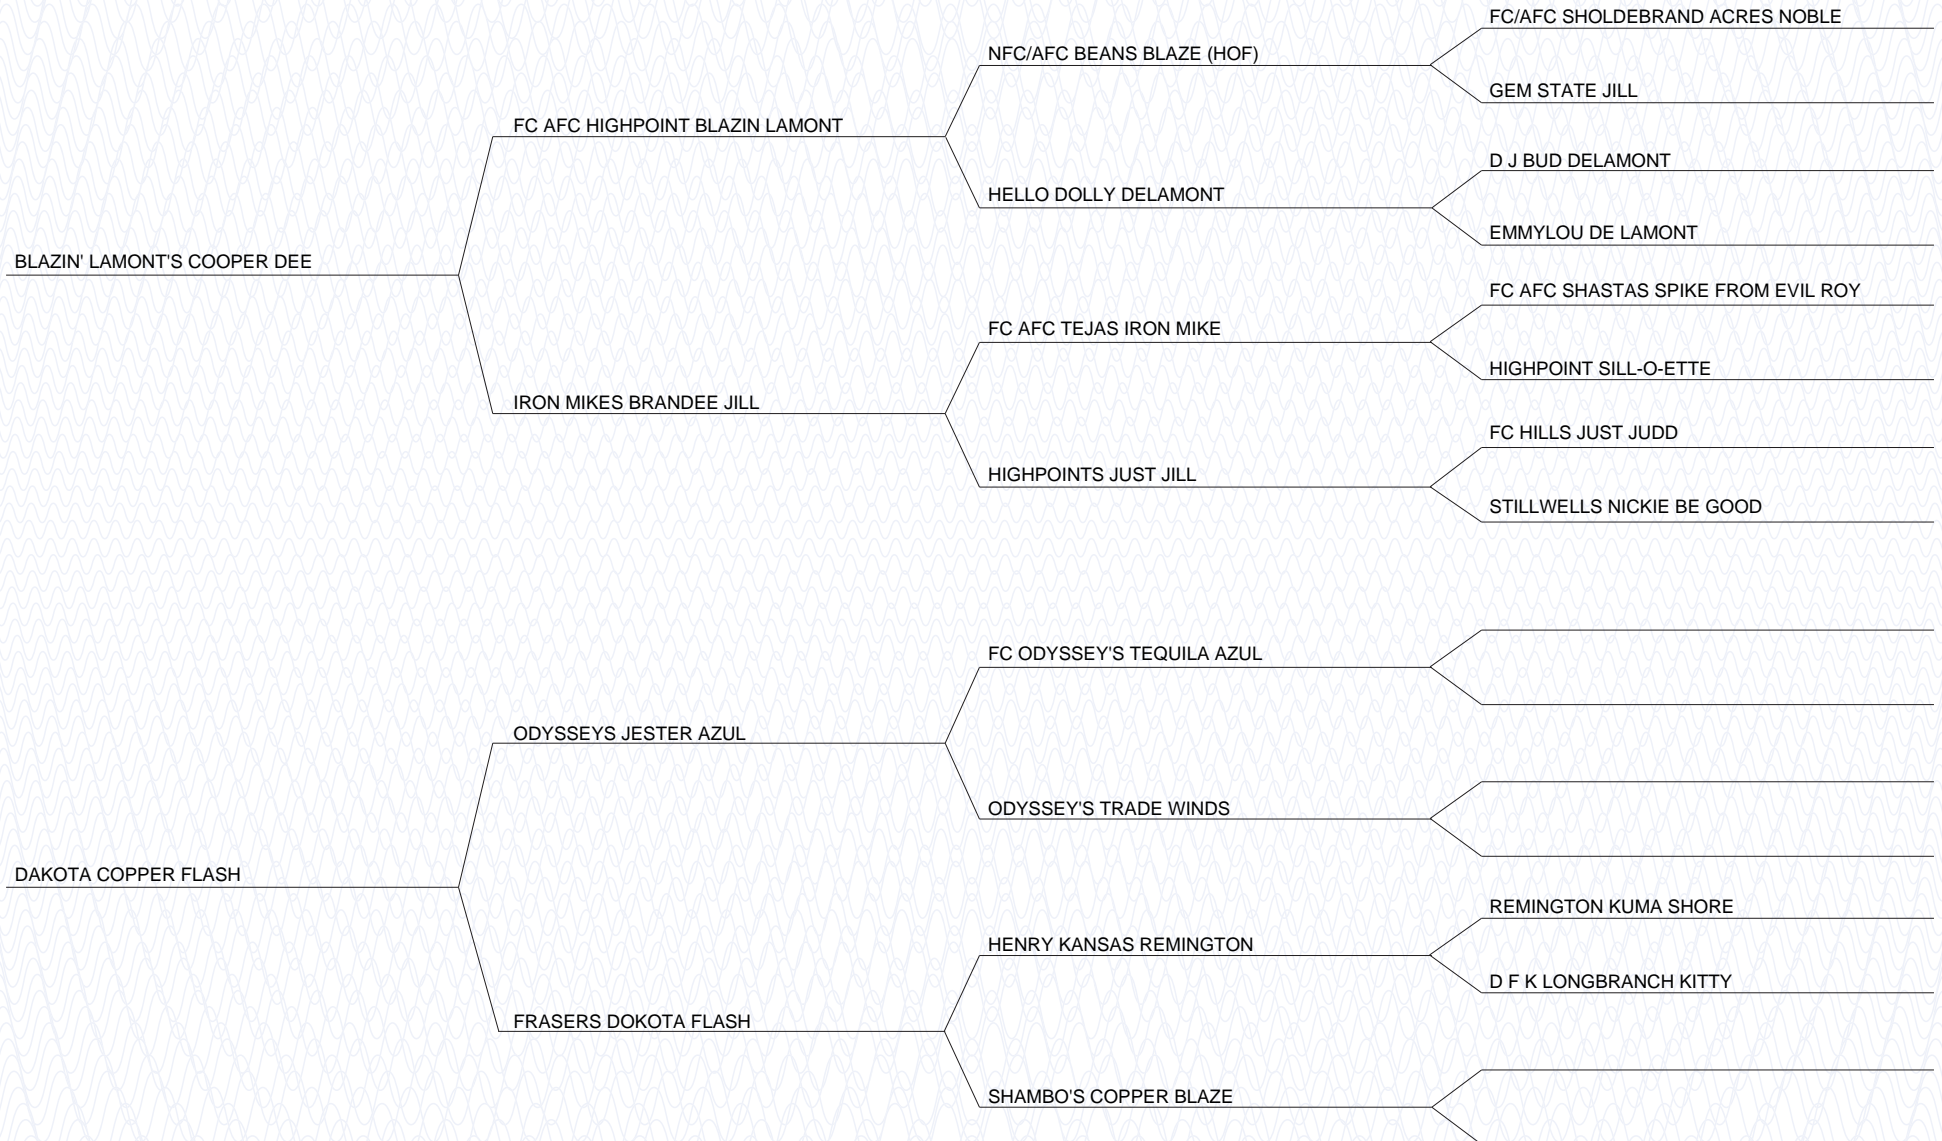 FC/AFC SHOLDEBRAND ACRES NOBLE
NFC/AFC BEANS BLAZE (HOF)
GEM STATE JILL
FC AFC HIGHPOINT BLAZIN LAMONT
D J BUD DELAMONT
HELLO DOLLY DELAMONT
EMMYLOU DE LAMONT
BLAZIN' LAMONT'S COOPER DEE
FC AFC SHASTAS SPIKE FROM EVIL ROY
FC AFC TEJAS IRON MIKE
HIGHPOINT SILL-O-ETTE
IRON MIKES BRANDEE JILL
FC HILLS JUST JUDD
HIGHPOINTS JUST JILL
STILLWELLS NICKIE BE GOOD
FC ODYSSEY'S TEQUILA AZUL
ODYSSEYS JESTER AZUL
ODYSSEY'S TRADE WINDS
DAKOTA COPPER FLASH
REMINGTON KUMA SHORE
HENRY KANSAS REMINGTON
D F K LONGBRANCH KITTY
FRASERS DOKOTA FLASH
SHAMBO'S COPPER BLAZE